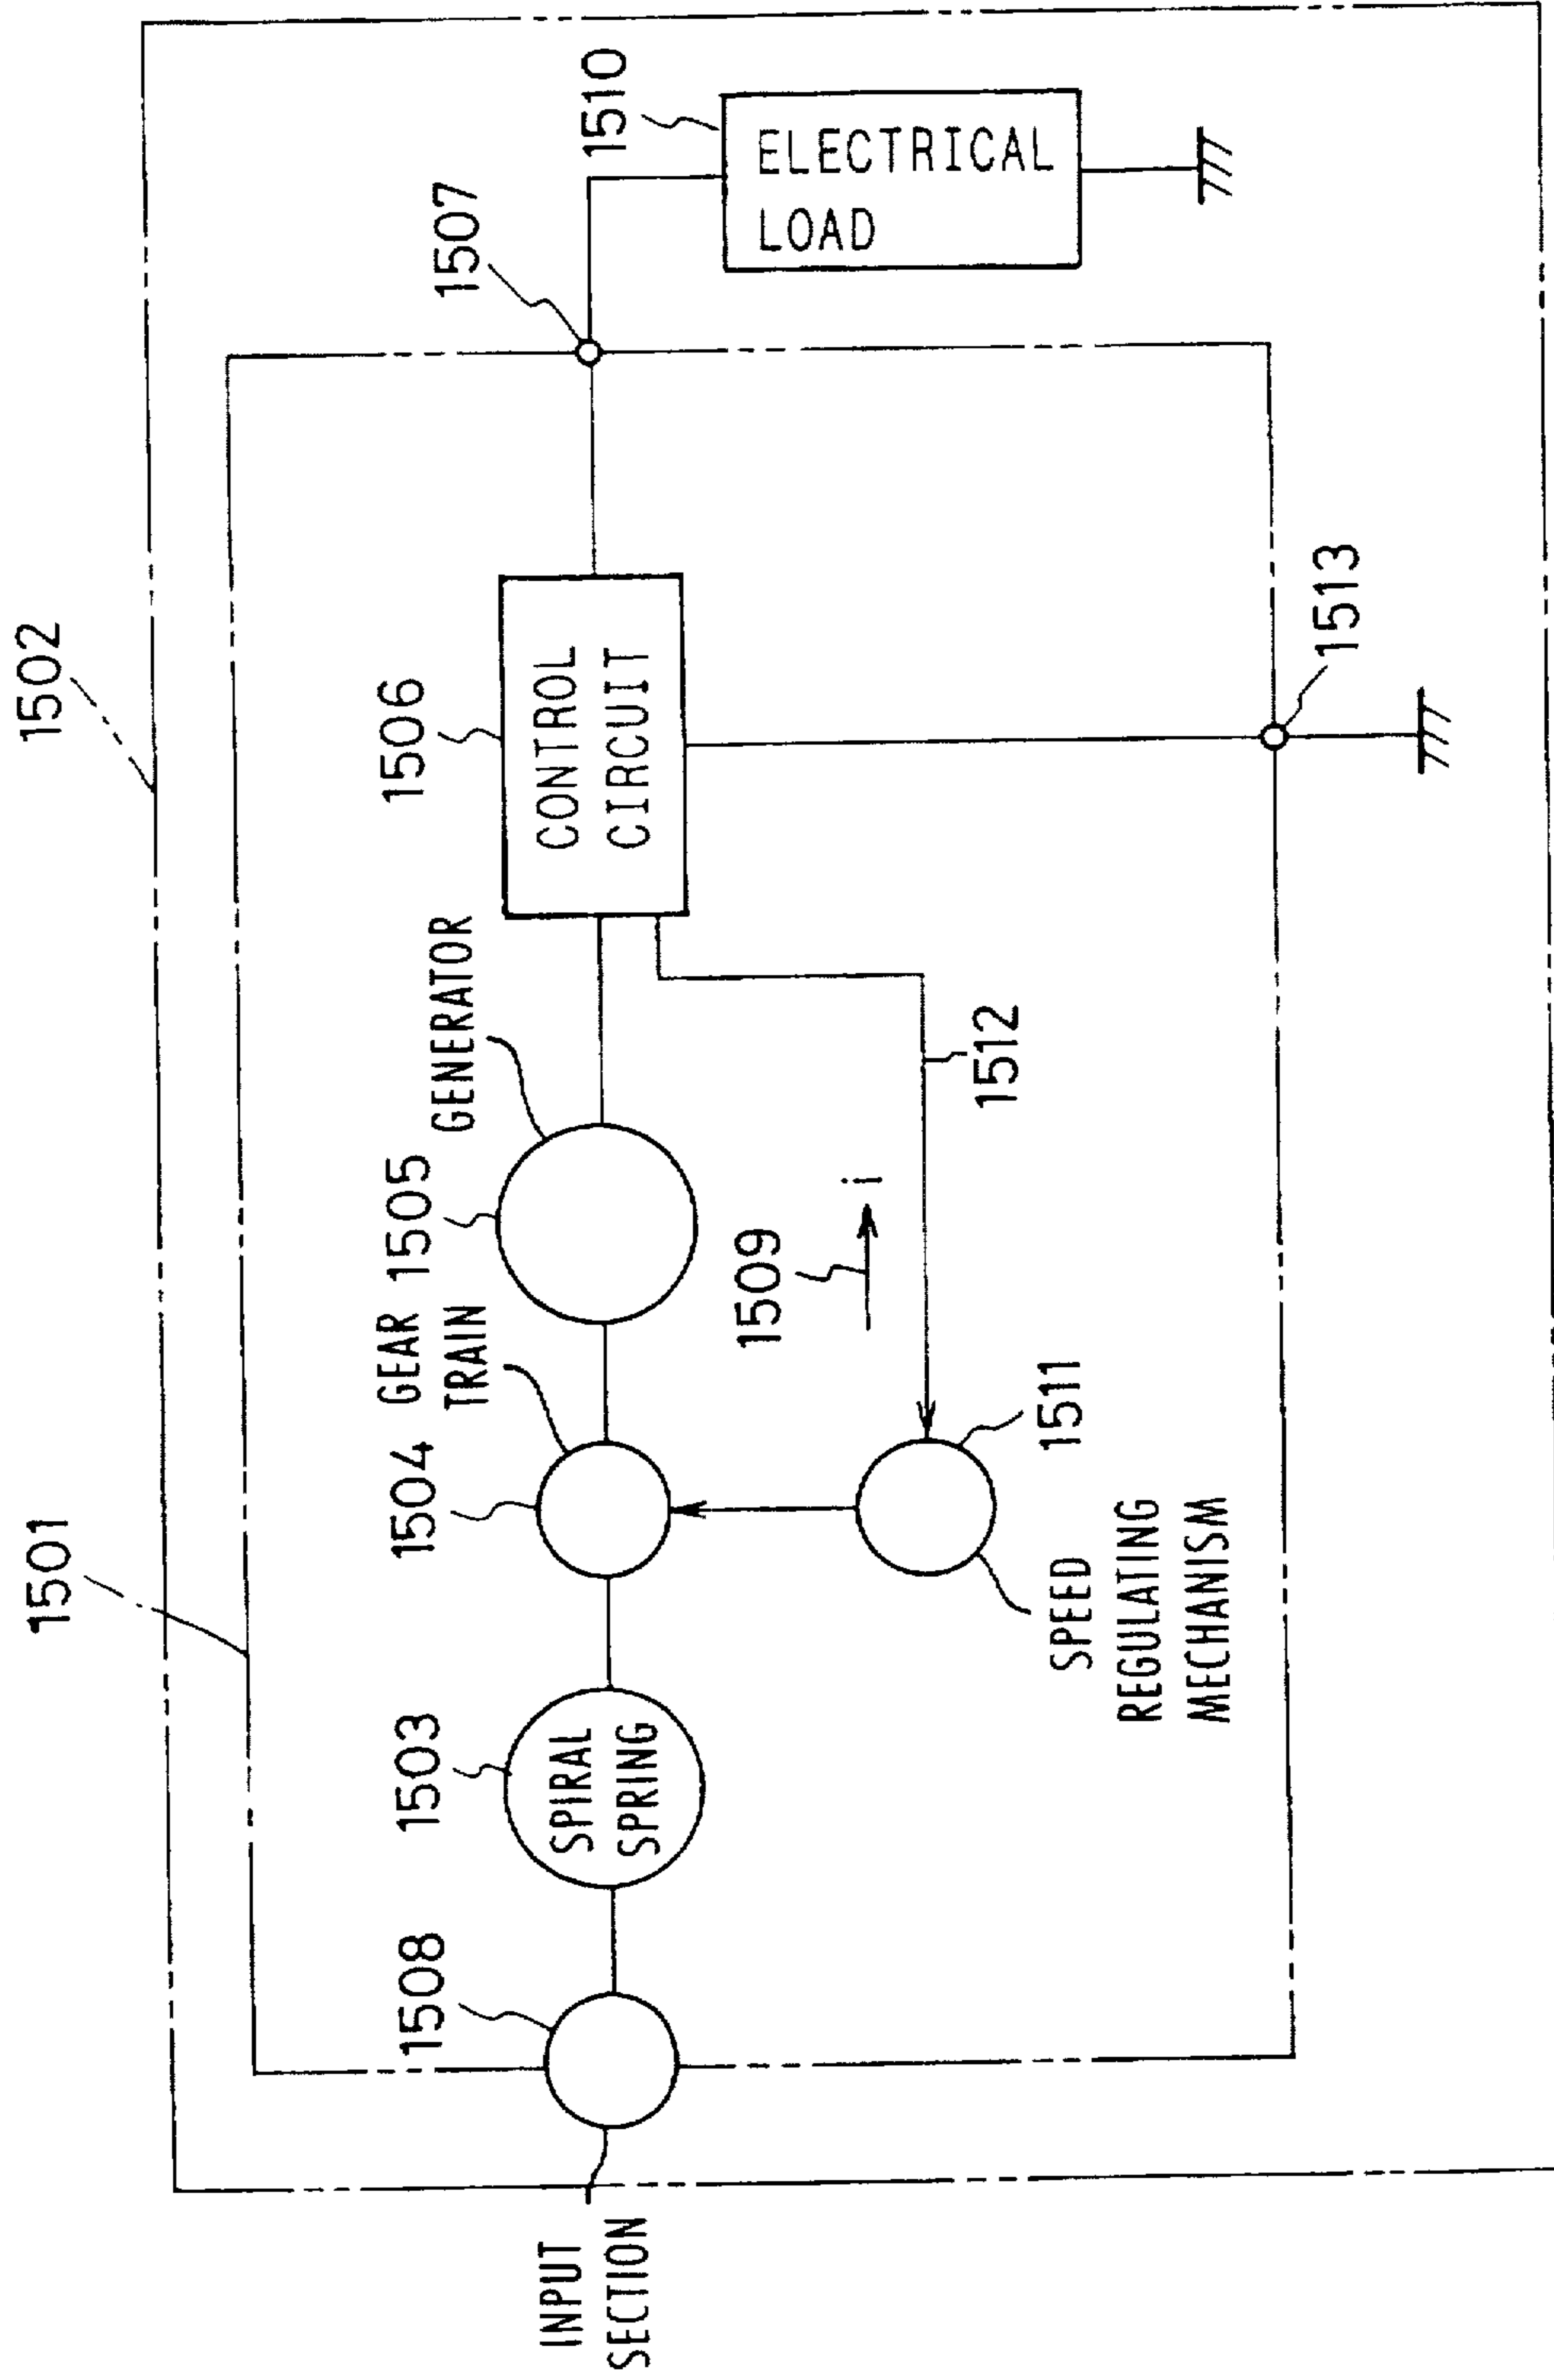 1502
1501
1510
ELECTRICAL
LOAD
1507
1506
CONTROL
CIRCUIT
GENERATOR
1505
GEAR
TRAIN
1504
1503
SPIRAL
SPRING
1508
INPUT
SECTION
1509
i
1512
1511
SPEED
REGULATING
MECHANISM
1513